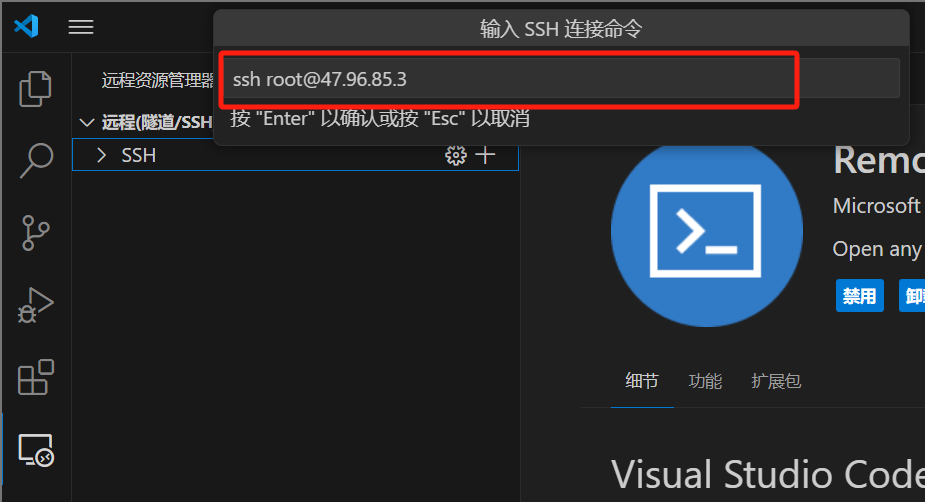 输入 SSH 连接命令
ssh root@47.96.85.3
按 "Enter" 以确认或按 "Esc" 以取消
远程资源管理器
远程(隧道/SSH
SSH
Remo
Microsoft
Open any
禁用
卸载
细节
功能
扩展包
Visual Studio Code